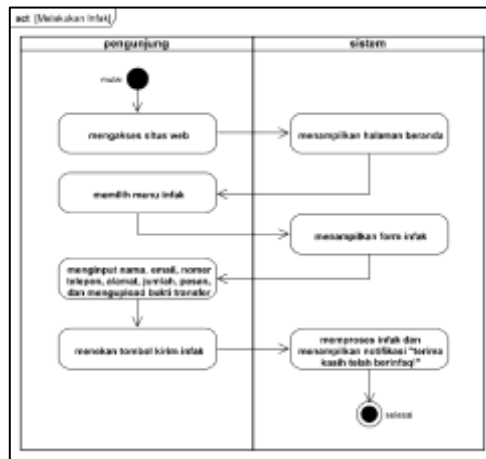 act [Melakukan Infak]
pengunjung
sistem
mulai
mengakses situs web
menampilkan halaman beranda
memilih menu infak
menampilkan form infak
menginput nama, email, nomor
telepon, alamat, jumlah, pesan,
dan mengupload bukti transfer
menekan tombol kirim infak
memproses infak dan
menampilkan notifikasi "terima
kasih telah berinfaq!"
selesai